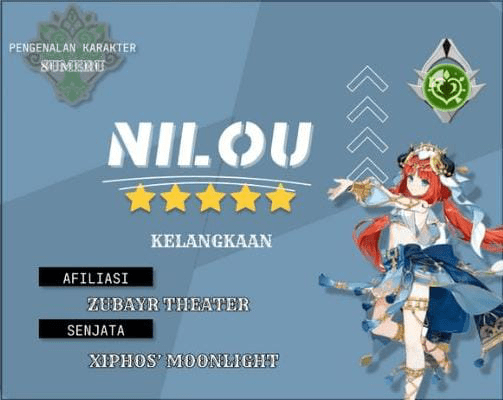 PENGENALAN KARAKTER
SUMERU
NILOU
KELANGKAAN
AFILIASI
ZUBAYR THEATER
SENJATA
XIPHOS' MOONLIGHT